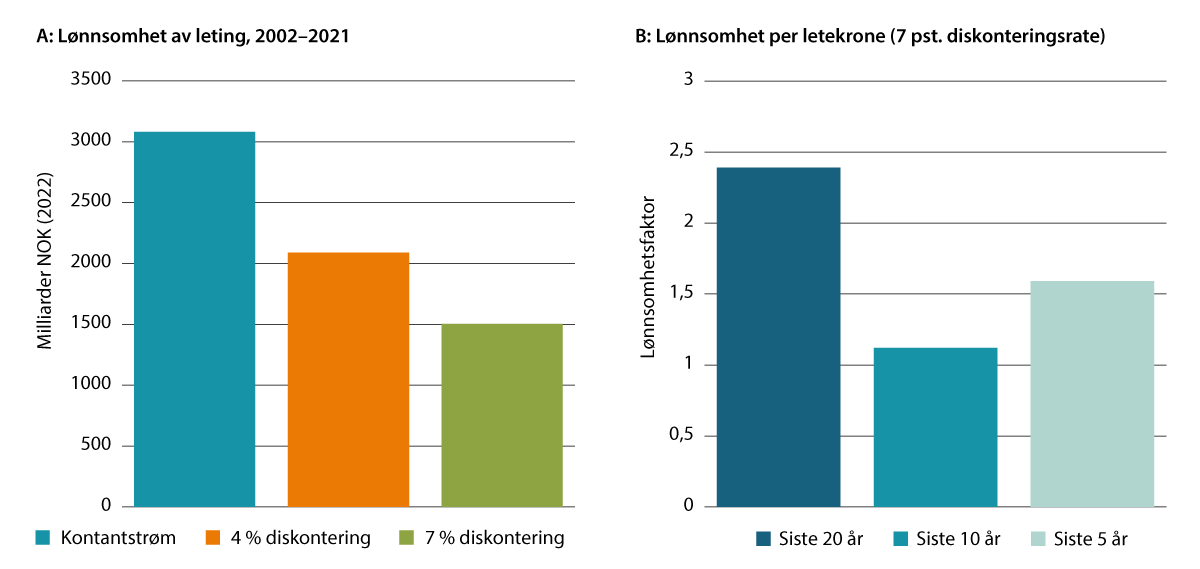 A: Lønnsomhet av leting, 2002–2021
3500
3000
2500
2000
1500
1000
500
0
Milliarder NOK (2022)
Kontantstrøm
4 % diskontering
7 % diskontering
B: Lønnsomhet per letekrone (7 pst. diskonteringsrate)
3
2,5
2
1,5
1
0,5
0
Lønnsomhetsfaktor
Siste 20 år
Siste 10 år
Siste 5 år